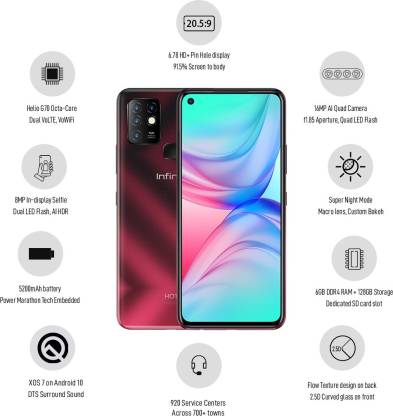 20.5:9
6.78 HD+ Pin Hole display
91.5% Screen to body
Helio G70 Octa-Core
Dual VoLTE, VoWiFi
16MP AI Quad Camera
f1.85 Aperture, Quad LED Flash
8MP In-display Selfie
Dual LED Flash, AI HDR
Super Night Mode
Macro lens, Custom Bokeh
5200mAh battery
Power Marathon Tech Embedded
6GB DDR4 RAM + 128GB Storage
Dedicated SD card slot
XOS 7 on Android 10
DTS Surround Sound
2.5D
Flow Texture design on back
2.5D Curved glass on front
920 Service Centers
Across 700+ towns
Infin
HOT